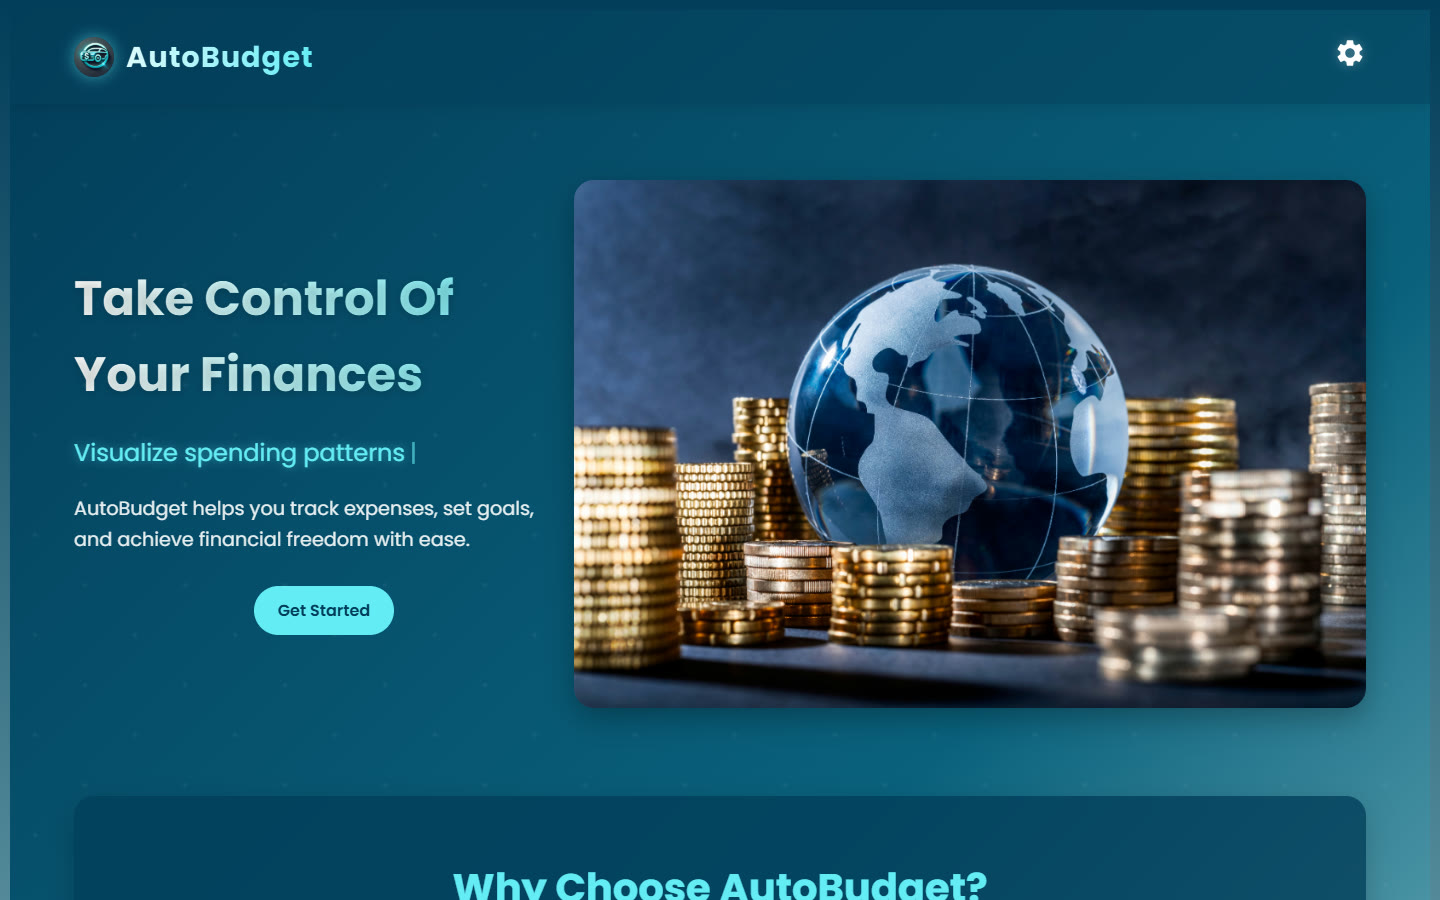 AutoBudget
Take Control Of
Your Finances
Visualize spending patterns |
AutoBudget helps you track expenses, set goals,
and achieve financial freedom with ease.
Get Started
Why Choose AutoBudget?